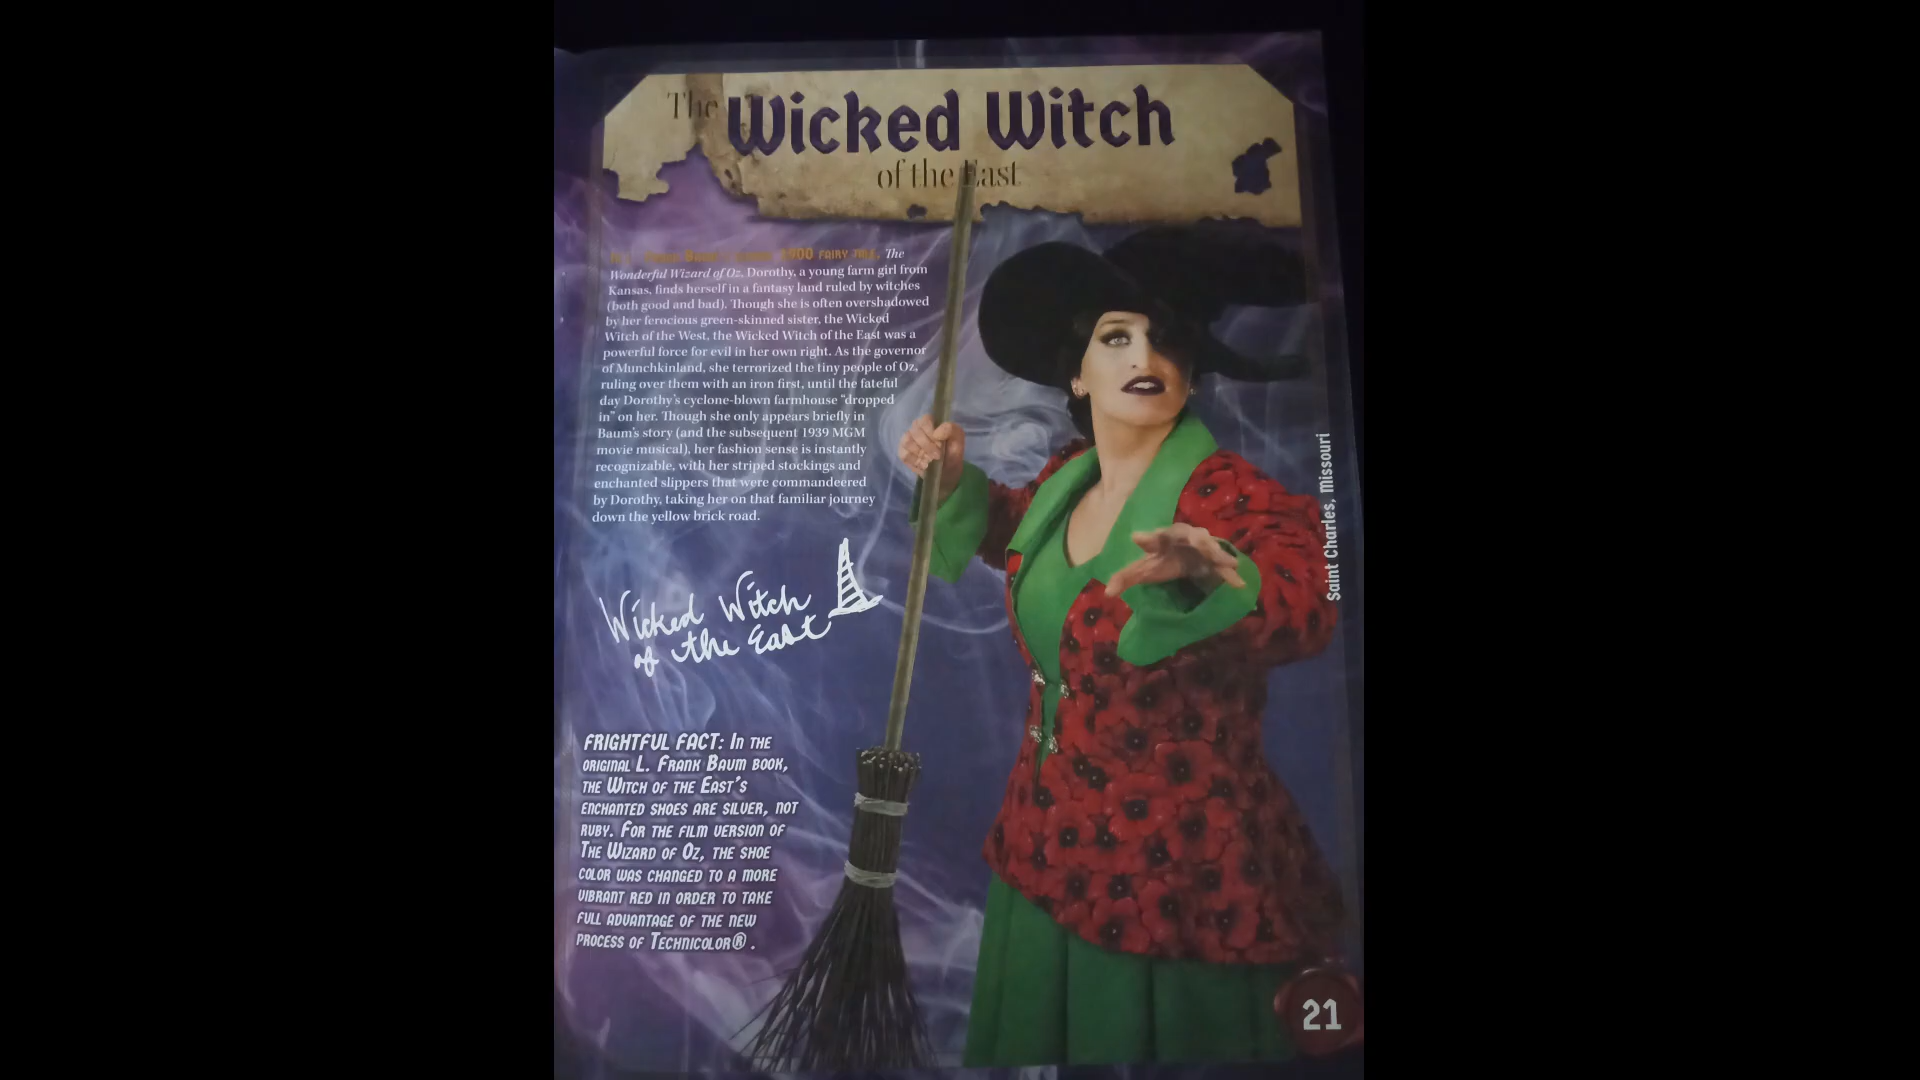 The Wicked Witch
of the East
In L. Frank Baum's 1900 fairy tale, The
Wonderful Wizard of Oz, Dorothy, a young farm girl from
Kansas, finds herself in a fantasy land ruled by witches
(both good and bad). Though she is often overshadowed
by her ferocious green-skinned sister, the Wicked
Witch of the West, the Wicked Witch of the East was a
powerful force for evil in her own right. As the governor
of Munchkinland, she terrorized the tiny people of Oz,
ruling over them with an iron first, until the fateful
day Dorothy's cyclone-blown farmhouse “dropped
in” on her. Though she only appears briefly in
Baum's story (and the subsequent 1939 MGM
movie musical), her fashion sense is instantly
recognizable, with her striped stockings and
enchanted slippers that were commandeered
by Dorothy, taking her on that familiar journey
down the yellow brick road.
Wicked Witch
of the East
FRIGHTFUL FACT: In the
original L. Frank Baum book,
the Witch of the East's
enchanted shoes are silver, not
ruby. For the film version of
The Wizard of Oz, the shoe
color was changed to a more
vibrant red in order to take
full advantage of the new
process of Technicolor® .
Saint Charles, Missouri
21